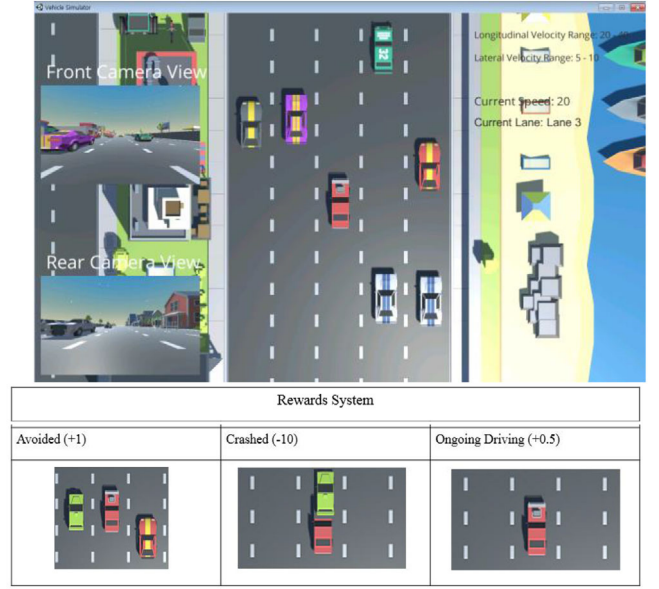 Vehicle Simulator
Longitudinal Velocity Range: 20 - 40
Lateral Velocity Range: 5 - 10
Front Camera View
Current Speed: 20
Current Lane: Lane 3
32
Rear Camera View
Rewards System
Avoided (+1)
Crashed (-10)
Ongoing Driving (+0.5)